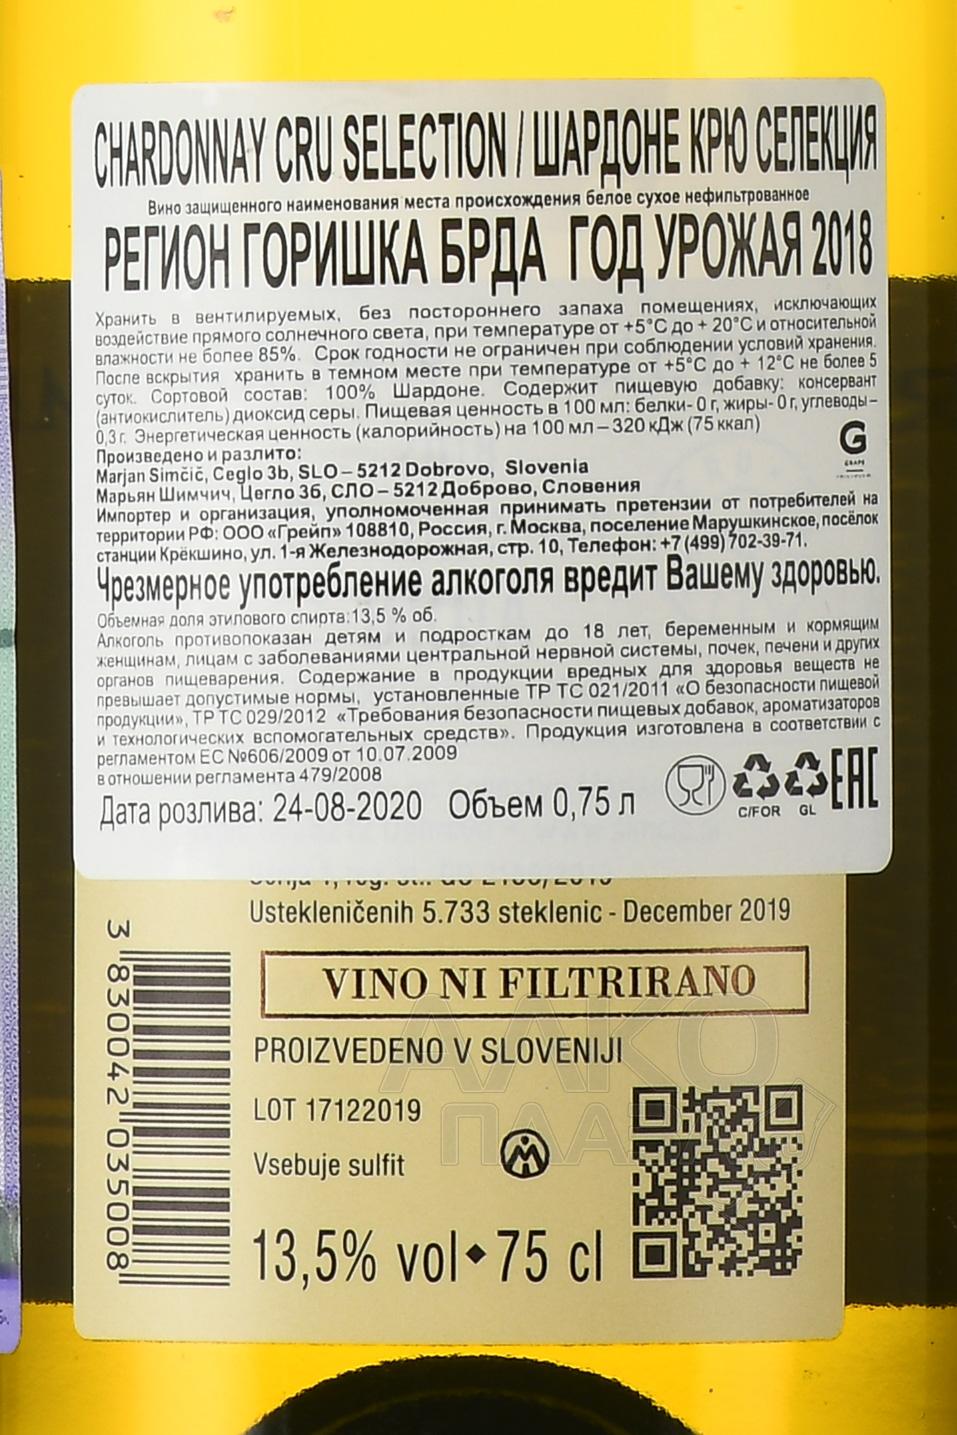 CHARDONNAY CRU SELECTION / ШАРДОНЕ КРЮ СЕЛЕКЦИЯ
Вино защищенного наименования места происхождения белое сухое нефильтрованное
РЕГИОН ГОРИШКА БРДА ГОД УРОЖАЯ 2018
Хранить в вентилируемых, без постороннего запаха помещениях, исключающих
воздействие прямого солнечного света, при температуре от +5°С до + 20°С и относительной
влажности не более 85%. Срок годности не ограничен при соблюдении условий хранения.
После вскрытия хранить в темном месте при температуре от +5°С до + 12°С не более 5
суток. Сортовой состав: 100% Шардоне. Содержит пищевую добавку: консервант
(антиокислитель) диоксид серы. Пищевая ценность в 100 мл: белки- 0 г, жиры- 0 г, углеводы–
0,3 г. Энергетическая ценность (калорийность) на 100 мл – 320 кДж (75 ккал)
Произведено и разлито:
Marjan Simčič, Ceglo 3b, SLO – 5212 Dobrovo, Slovenia
Марьян Шимчич, Цегло 3б, СЛО – 5212 Доброво, Словения
G
GRAPE
Импортер и организация, уполномоченная принимать претензии от потребителей на
территории РФ: ООО «Грейп» 108810, Россия, г. Москва, поселение Марушкинское, посёлок
станции Крёкшино, ул. 1-я Железнодорожная, стр. 10, Телефон: +7 (499) 702-39-71.
Чрезмерное употребление алкоголя вредит Вашему здоровью.
Объемная доля этилового спирта:13,5 % об.
Алкоголь противопоказан детям и подросткам до 18 лет, беременным и кормящим
женщинам, лицам с заболеваниями центральной нервной системы, почек, печени и других
органов пищеварения. Содержание в продукции вредных для здоровья веществ не
превышает допустимые нормы, установленные ТР ТС 021/2011 «О безопасности пищевой
продукции», ТР ТС 029/2012 «Требования безопасности пищевых добавок, ароматизаторов
и технологических вспомогательных средств». Продукция изготовлена в соответствии с
регламентом ЕС №606/2009 от 10.07.2009
в отношении регламента 479/2008
Дата розлива: 24-08-2020 Объем 0,75 л
C/FOR GL EAC
Ustekleničenih 5.733 steklenic - December 2019
VINO NI FILTRIRANO
PROIZVEDENO V SLOVENIJI
LOT 17122019
Vsebuje sulfit
13,5% vol◆75 cl
3 830042 035008
АЛКО
ПЛАЗА